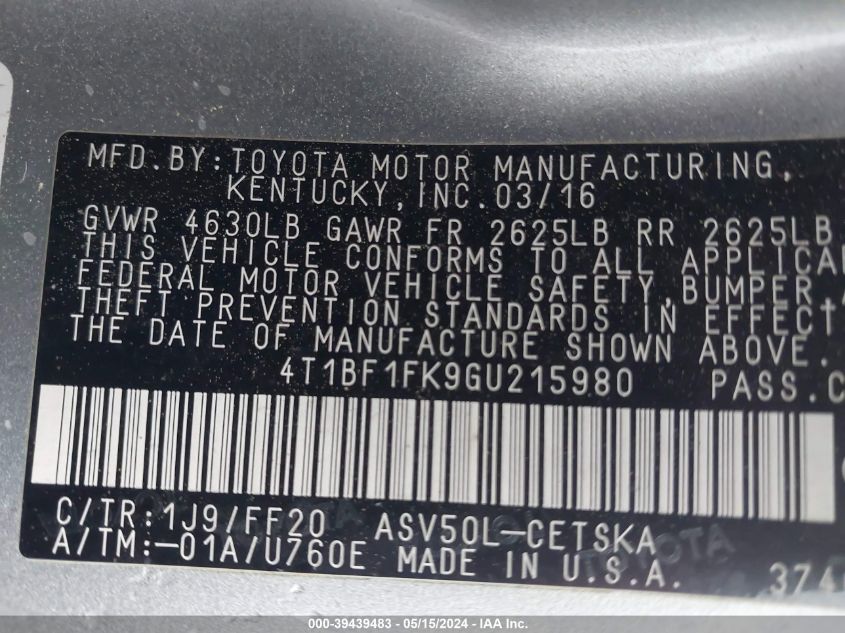 MFD.BY:TOYOTA MOTOR MANUFACTURING,
KENTUCKY,INC.03/16
GVWR 4630LB GAWR FR 2625LB RR 2625LB
THIS VEHICLE CONFORMS TO ALL APPLICA
FEDERAL MOTOR VEHICLE SAFETY,BUMPER,
THEFT PREVENTION STANDARDS IN EFFECT
THE DATE OF MANUFACTURE SHOWN ABOVE.
4T1BF1FK9GU215980 PASS.C
C/TR:1J9/FF20 ASV50L-CETSKA
A/TM:-01A/U760E MADE IN U.S.A.
374
TOYOTA
000-39439483 - 05/15/2024 - IAA Inc.